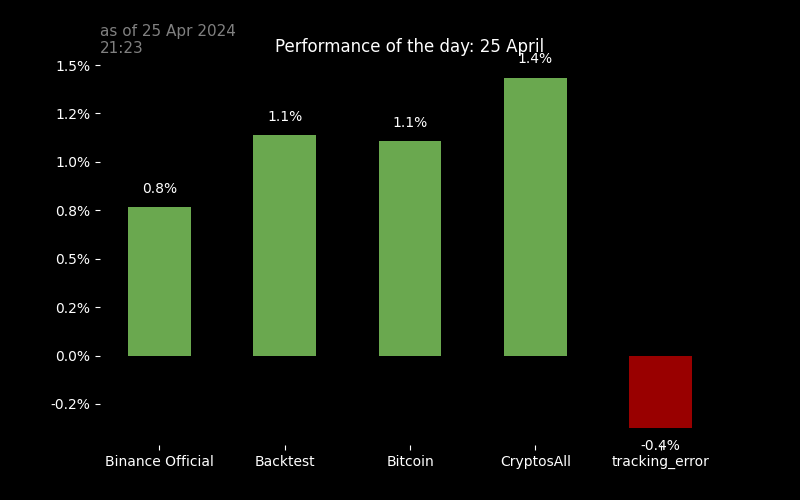 as of 25 Apr 2024
21:23
Performance of the day: 25 April
1.5%
1.2%
1.0%
0.8%
0.5%
0.2%
0.0%
-0.2%
0.8%
1.1%
1.1%
1.4%
-0.4%
Binance Official
Backtest
Bitcoin
CryptosAll
tracking_error